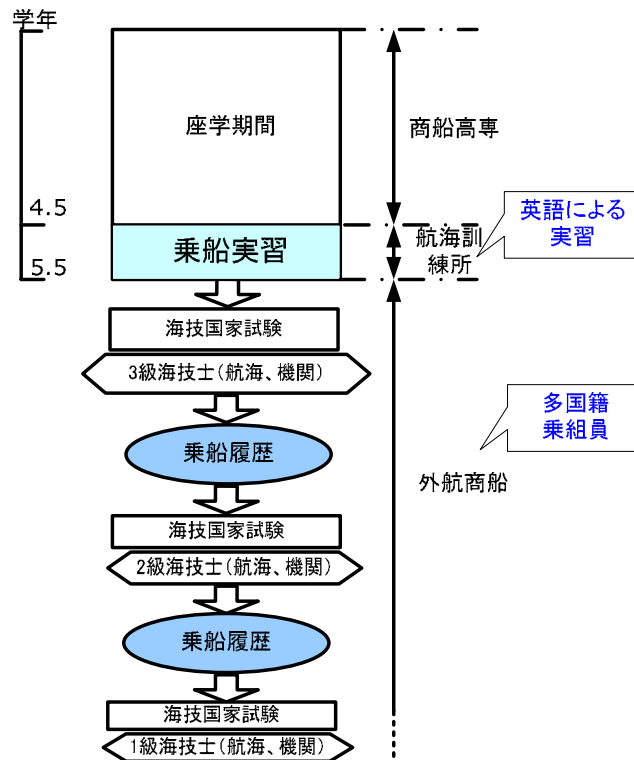 学年
座学期間
商船高専
4.5
乗船実習
航海訓
練所
英語による
実習
5.5
海技国家試験
3級海技士(航海、機関)
多国籍
乗組員
乗船履歴
外航商船
海技国家試験
2級海技士(航海、機関)
乗船履歴
海技国家試験
1級海技士(航海、機関)